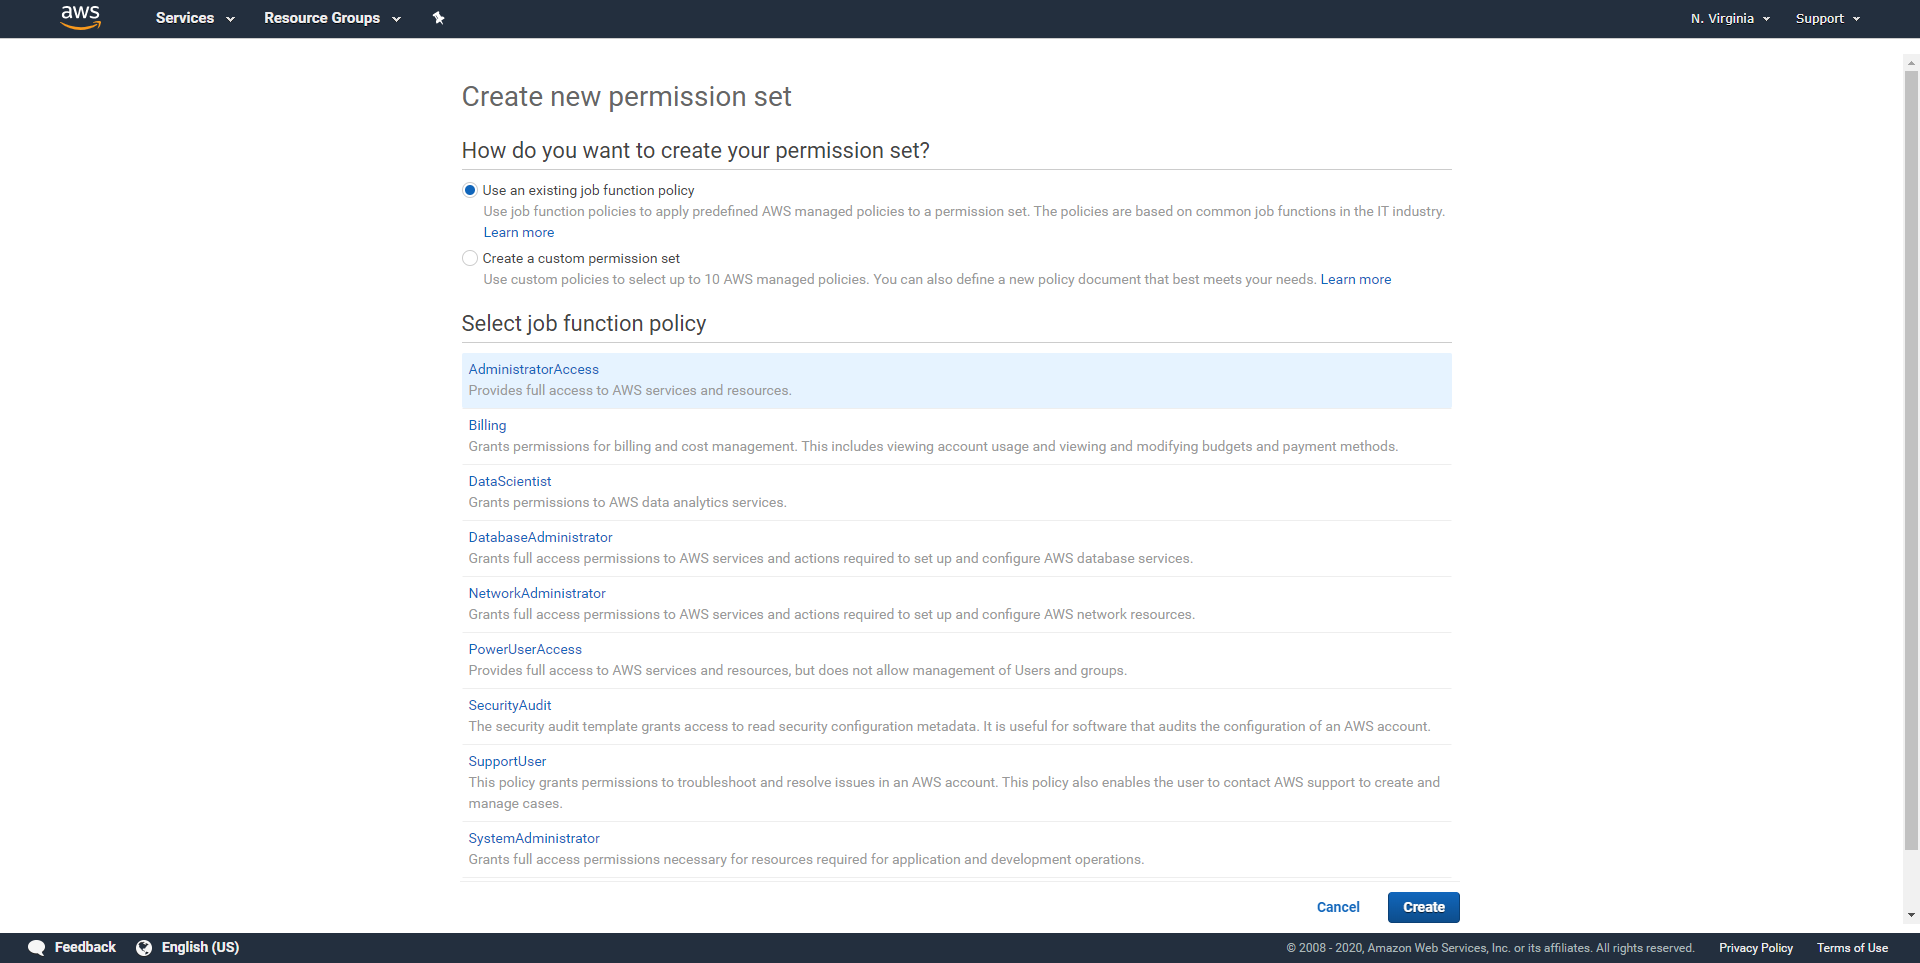 aws Services Resource Groups N. Virginia Support
Create new permission set
How do you want to create your permission set?
Use an existing job function policy
Use job function policies to apply predefined AWS managed policies to a permission set. The policies are based on common job functions in the IT industry.
Learn more
Create a custom permission set
Use custom policies to select up to 10 AWS managed policies. You can also define a new policy document that best meets your needs. Learn more
Select job function policy
AdministratorAccess
Provides full access to AWS services and resources.
Billing
Grants permissions for billing and cost management. This includes viewing account usage and viewing and modifying budgets and payment methods.
DataScientist
Grants permissions to AWS data analytics services.
DatabaseAdministrator
Grants full access permissions to AWS services and actions required to set up and configure AWS database services.
NetworkAdministrator
Grants full access permissions to AWS services and actions required to set up and configure AWS network resources.
PowerUserAccess
Provides full access to AWS services and resources, but does not allow management of Users and groups.
SecurityAudit
The security audit template grants access to read security configuration metadata. It is useful for software that audits the configuration of an AWS account.
SupportUser
This policy grants permissions to troubleshoot and resolve issues in an AWS account. This policy also enables the user to contact AWS support to create and
manage cases.
SystemAdministrator
Grants full access permissions necessary for resources required for application and development operations.
Cancel Create
Feedback English (US) © 2008 - 2020, Amazon Web Services, Inc. or its affiliates. All rights reserved. Privacy Policy Terms of Use